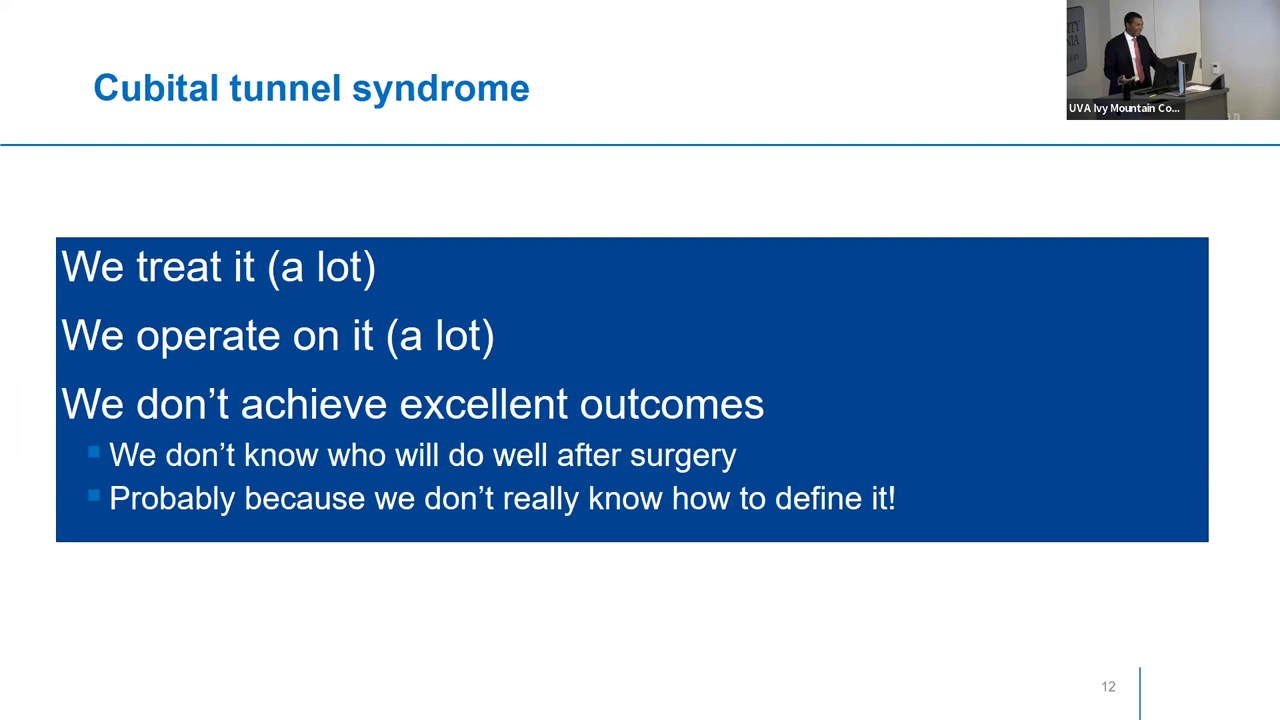 Cubital tunnel syndrome
UVA Ivy Mountain Co...
We treat it (a lot)
We operate on it (a lot)
We don’t achieve excellent outcomes
We don’t know who will do well after surgery
Probably because we don’t really know how to define it!
12